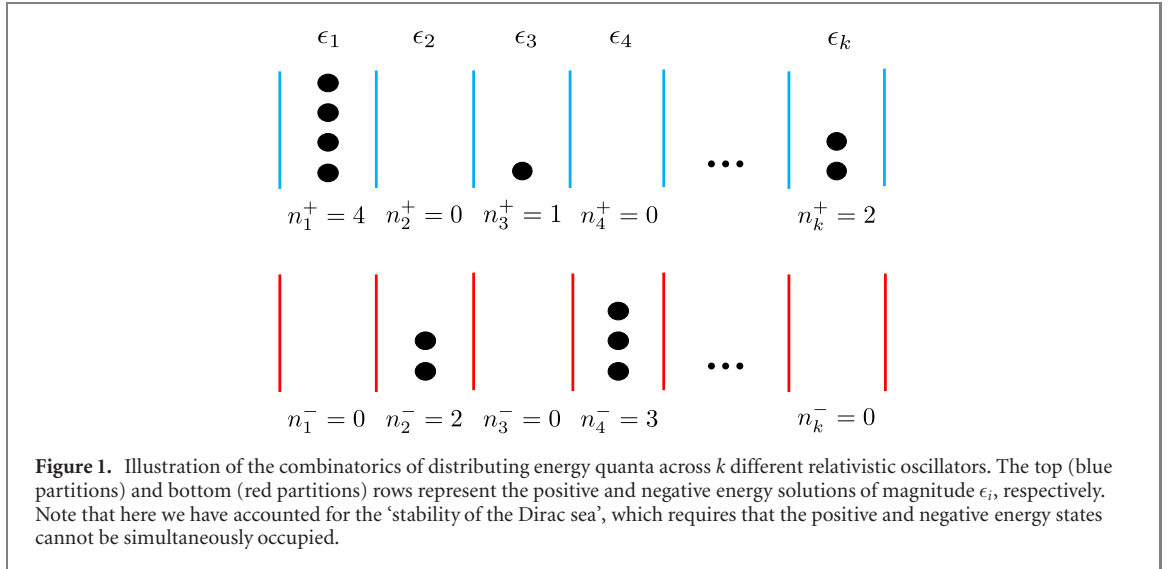 ϵ₁ ϵ₂ ϵ₃ ϵ₄ ϵₖ
...
n₁⁺ = 4 n₂⁺ = 0 n₃⁺ = 1 n₄⁺ = 0 nₖ⁺ = 2
...
n₁⁻ = 0 n₂⁻ = 2 n₃⁻ = 0 n₄⁻ = 3 nₖ⁻ = 0
Figure 1. Illustration of the combinatorics of distributing energy quanta across k different relativistic oscillators. The top (blue
partitions) and bottom (red partitions) rows represent the positive and negative energy solutions of magnitude ϵᵢ, respectively.
Note that here we have accounted for the ‘stability of the Dirac sea’, which requires that the positive and negative energy states
cannot be simultaneously occupied.